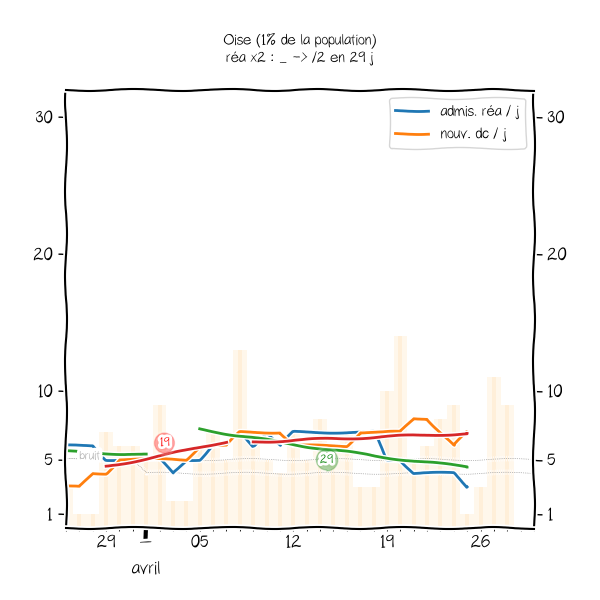 Oise (1% de la population)
réa x2 : _ -> /2 en 29 j
admis. réa / j
nouv. dc / j
30
30
20
20
10
10
19
bruit
29
5
5
1
1
29
05
12
19
26
avril